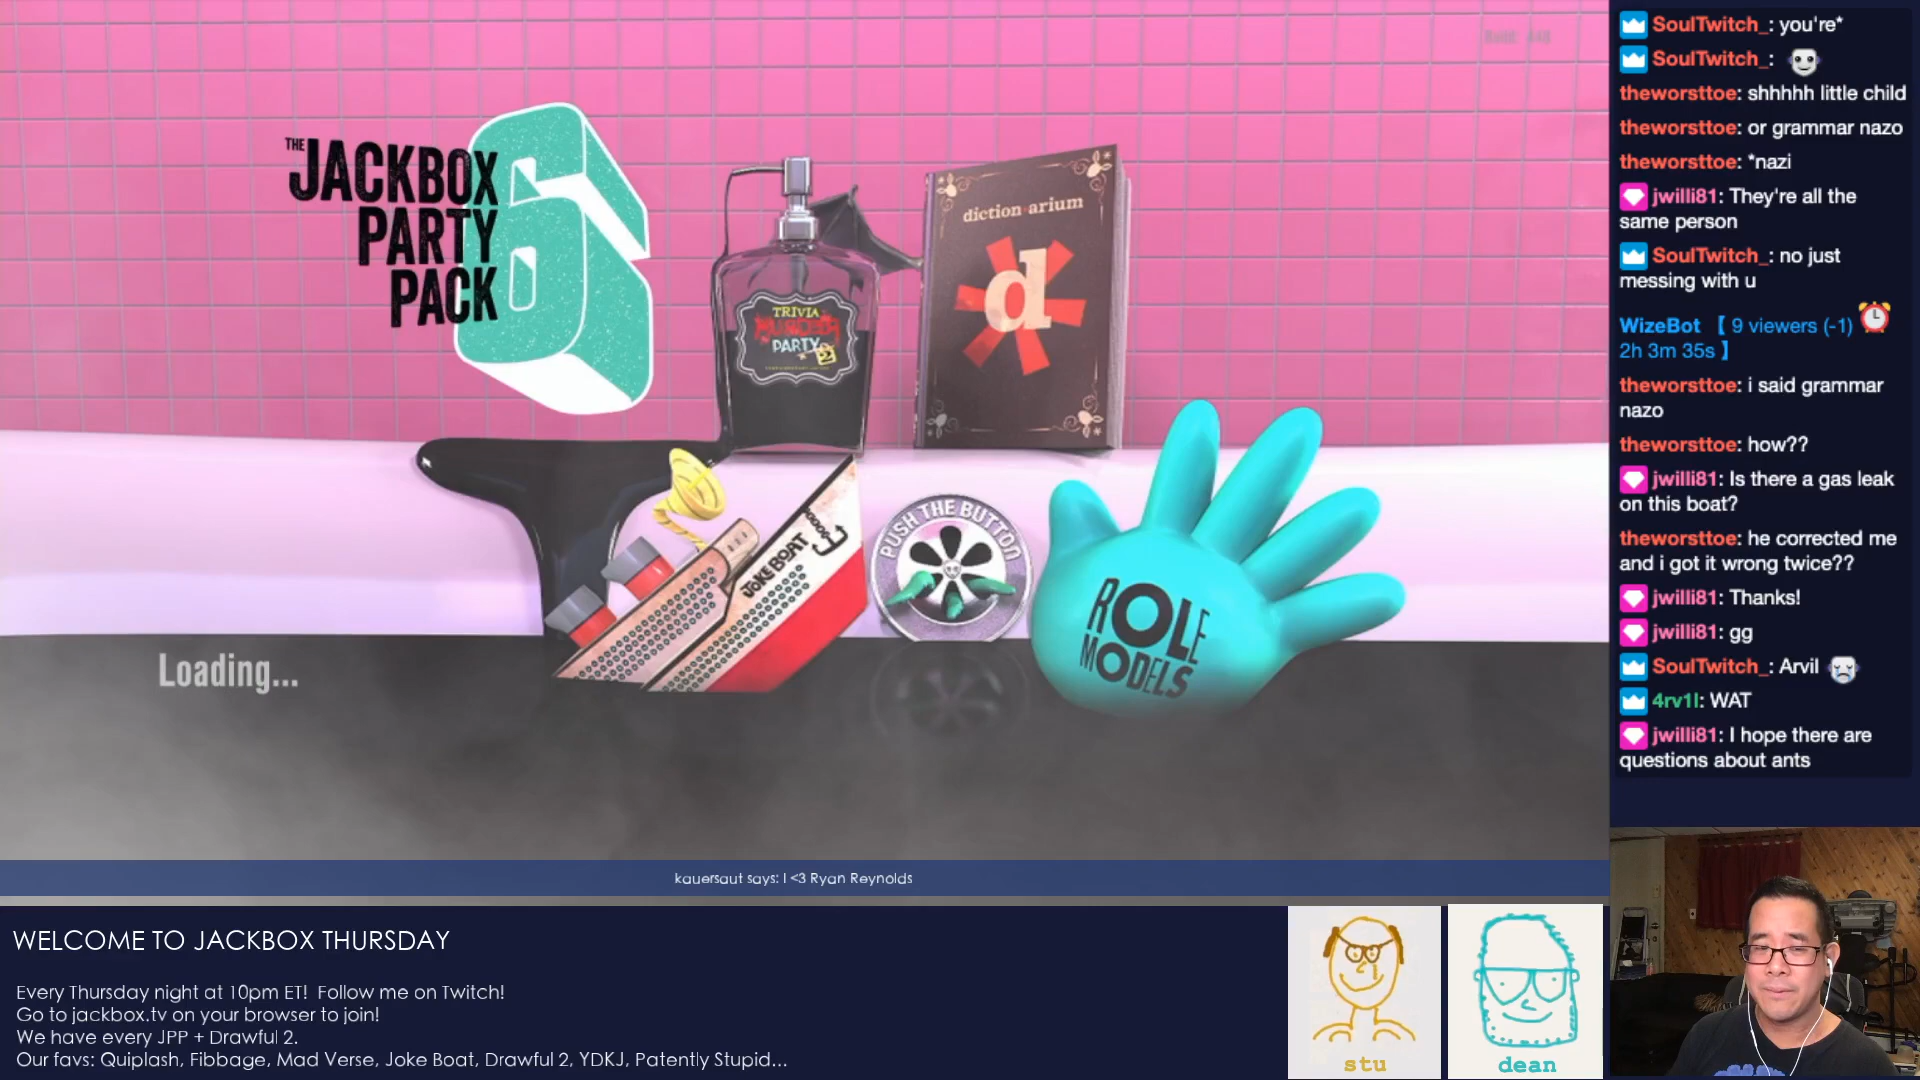 THE
JACKBOX
PARTY
PACK
6
TRIVIA
MURDER
PARTY
2
diction·arium
d
JOKE BOAT
PUSH THE BUTTON
ROLE
MODELS
Loading...
kauersaut says: I <3 Ryan Reynolds
WELCOME TO JACKBOX THURSDAY
Every Thursday night at 10pm ET!  Follow me on Twitch!
Go to jackbox.tv on your browser to join!
We have every JPP + Drawful 2.
Our favs: Quiplash, Fibbage, Mad Verse, Joke Boat, Drawful 2, YDKJ, Patently Stupid...
stu
dean
SoulTwitch_: you're*
SoulTwitch_:
theworsttoe: shhhhh little child
theworsttoe: or grammar nazo
theworsttoe: *nazi
jwilli81: They're all the
same person
SoulTwitch_: no just
messing with u
WizeBot 【 9 viewers (-1)
2h 3m 35s 】
theworsttoe: i said grammar
nazo
theworsttoe: how??
jwilli81: Is there a gas leak
on this boat?
theworsttoe: he corrected me
and i got it wrong twice??
jwilli81: Thanks!
jwilli81: gg
SoulTwitch_: Arvil
4rv1l: WAT
jwilli81: I hope there are
questions about ants